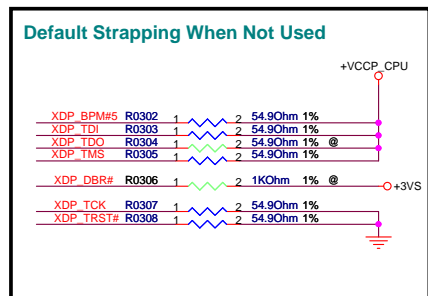 Default Strapping When Not Used
+VCCP_CPU
XDP_BPM#5 R0302 1 2 54.9Ohm 1%
XDP_TDI R0303 1 2 54.9Ohm 1%
XDP_TDO R0304 1 2 54.9Ohm 1% @
XDP_TMS R0305 1 2 54.9Ohm 1%
XDP_DBR# R0306 1 2 1KOhm 1% @ +3VS
XDP_TCK R0307 1 2 54.9Ohm 1%
XDP_TRST# R0308 1 2 54.9Ohm 1%